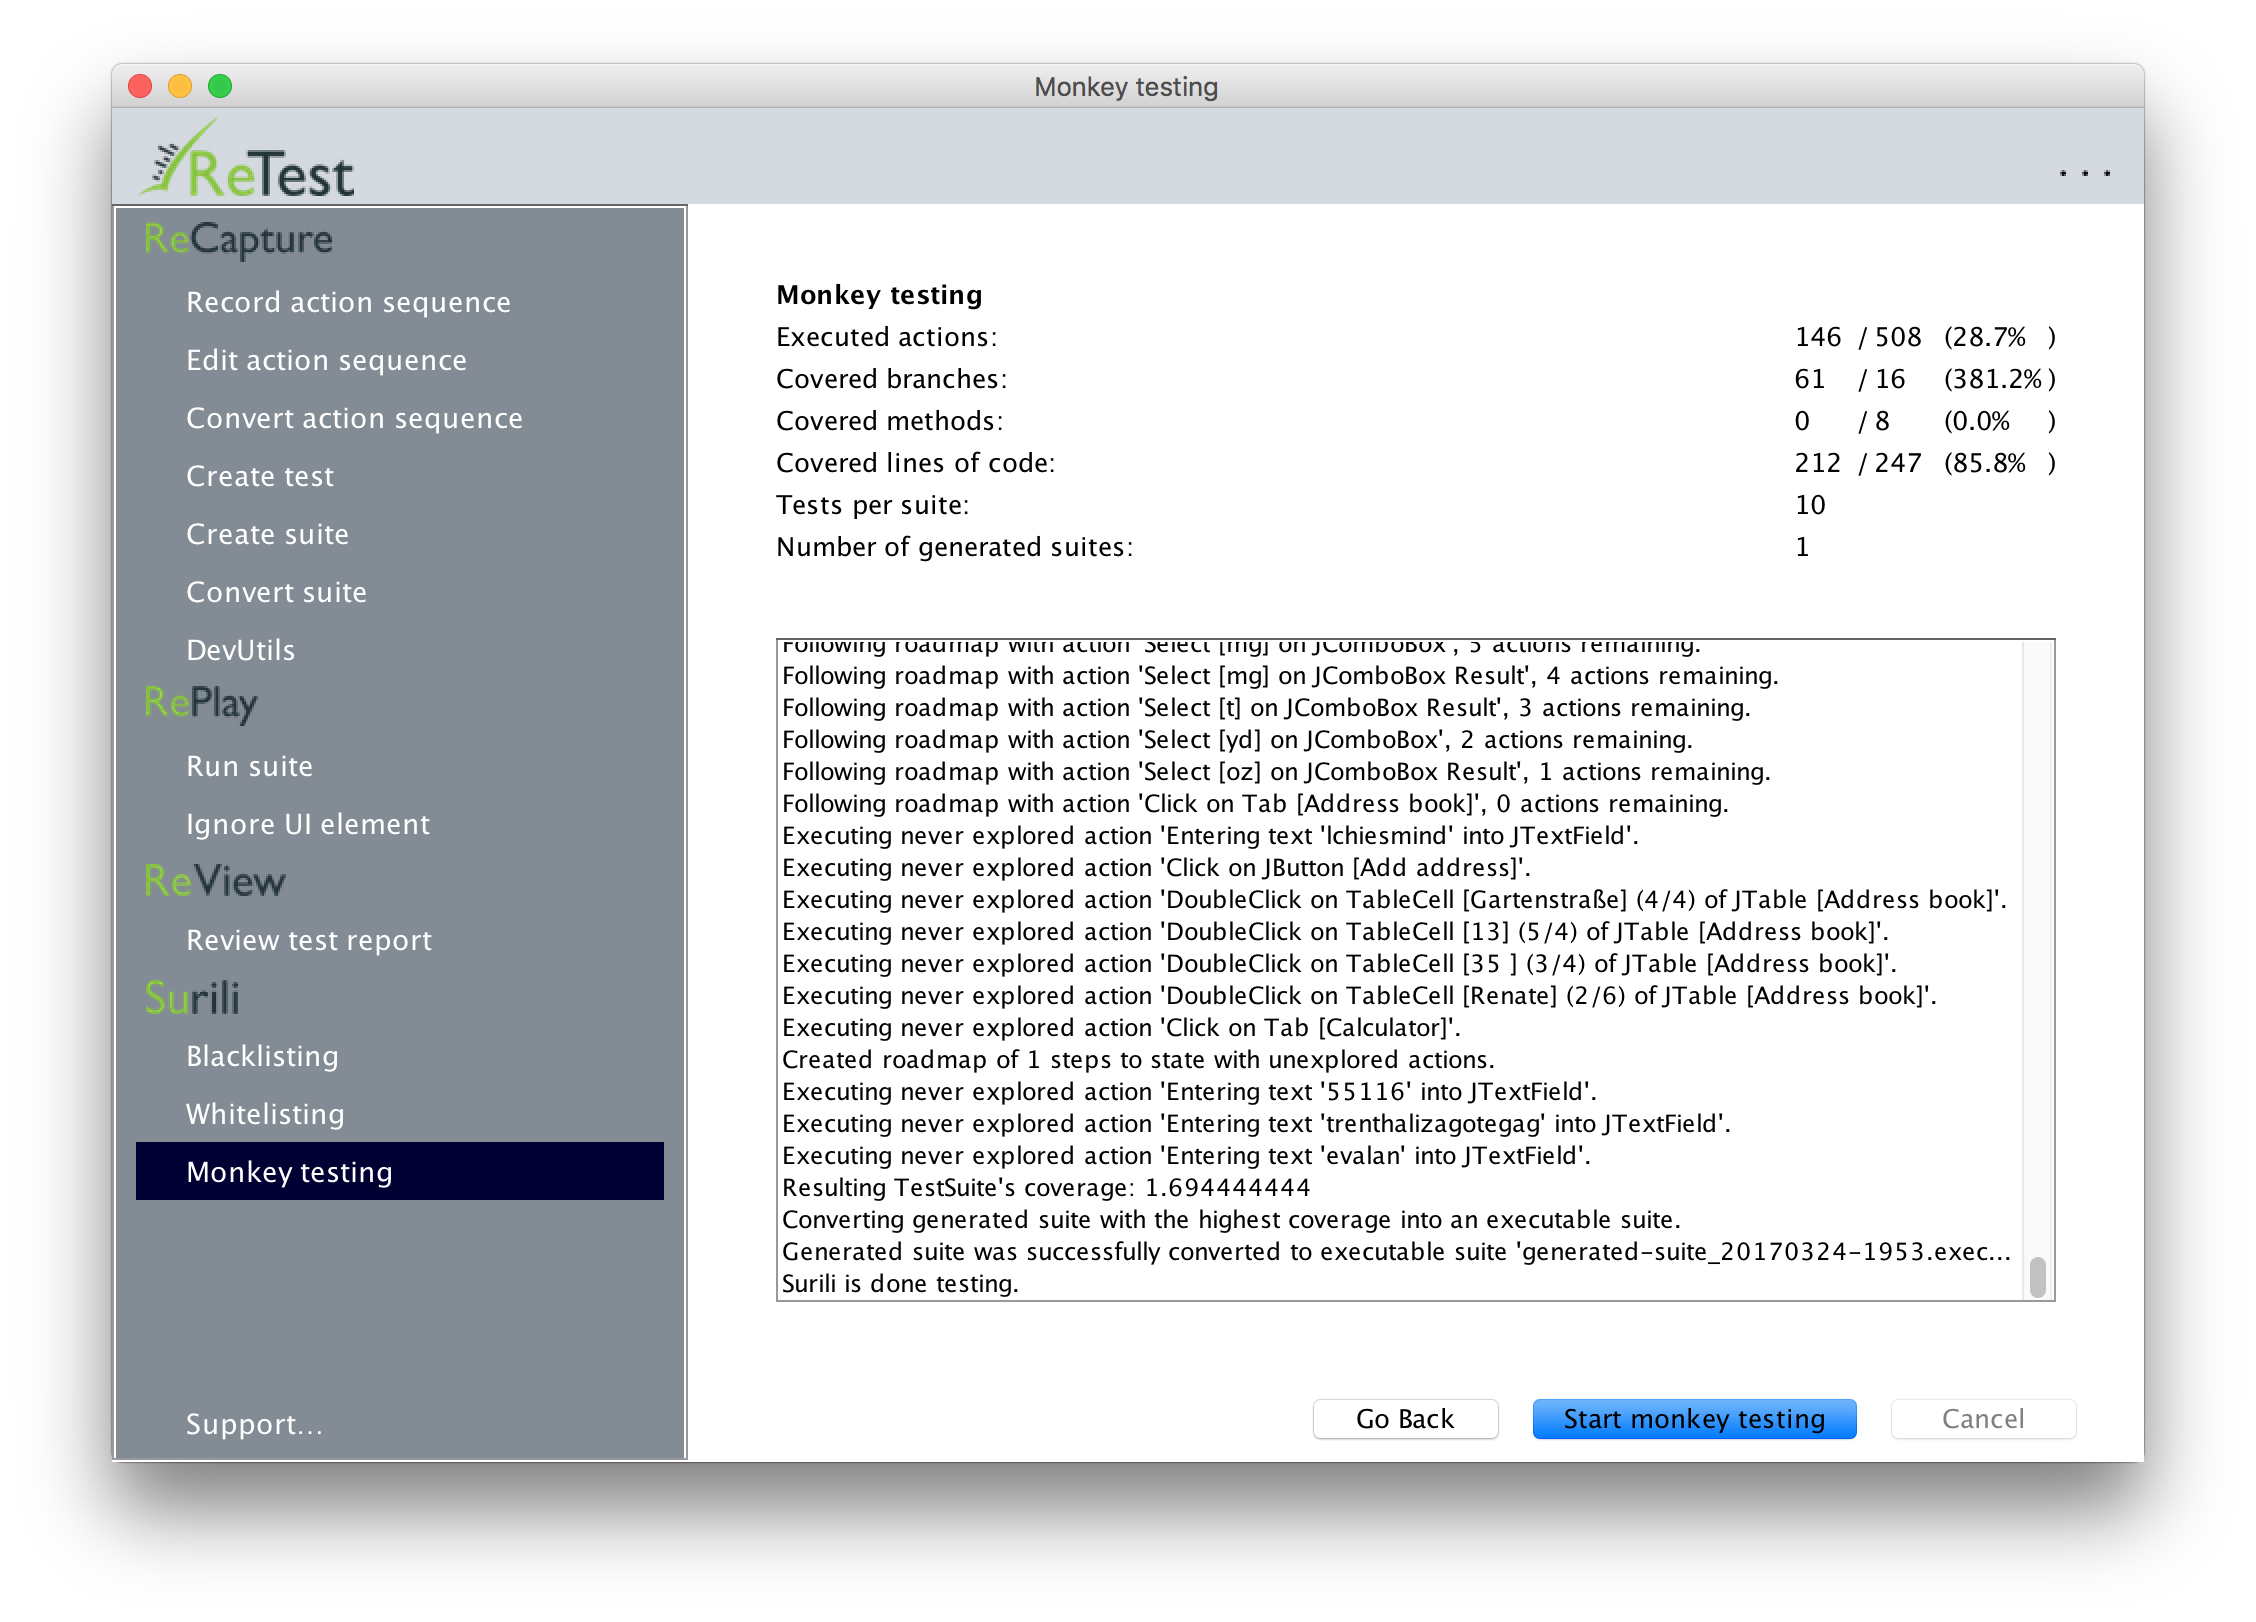 Monkey testing
ReTest
...
ReCapture
Record action sequence
Edit action sequence
Convert action sequence
Create test
Create suite
Convert suite
DevUtils
RePlay
Run suite
Ignore UI element
ReView
Review test report
Surili
Blacklisting
Whitelisting
Monkey testing
Support...
Monkey testing
Executed actions: 146 / 508 (28.7% )
Covered branches: 61 / 16 (381.2%)
Covered methods: 0 / 8 (0.0% )
Covered lines of code: 212 / 247 (85.8% )
Tests per suite: 10
Number of generated suites: 1
Following roadmap with action 'Select [mg] on JComboBox', 5 actions remaining.
Following roadmap with action 'Select [mg] on JComboBox Result', 4 actions remaining.
Following roadmap with action 'Select [t] on JComboBox Result', 3 actions remaining.
Following roadmap with action 'Select [yd] on JComboBox', 2 actions remaining.
Following roadmap with action 'Select [oz] on JComboBox Result', 1 actions remaining.
Following roadmap with action 'Click on Tab [Address book]', 0 actions remaining.
Executing never explored action 'Entering text 'lchiesmind' into JTextField'.
Executing never explored action 'Click on JButton [Add address]'.
Executing never explored action 'DoubleClick on TableCell [Gartenstraße] (4/4) of JTable [Address book]'.
Executing never explored action 'DoubleClick on TableCell [13] (5/4) of JTable [Address book]'.
Executing never explored action 'DoubleClick on TableCell [35 ] (3/4) of JTable [Address book]'.
Executing never explored action 'DoubleClick on TableCell [Renate] (2/6) of JTable [Address book]'.
Executing never explored action 'Click on Tab [Calculator]'.
Created roadmap of 1 steps to state with unexplored actions.
Executing never explored action 'Entering text '55116' into JTextField'.
Executing never explored action 'Entering text 'trenthalizagotegag' into JTextField'.
Executing never explored action 'Entering text 'evalan' into JTextField'.
Resulting TestSuite's coverage: 1.694444444
Converting generated suite with the highest coverage into an executable suite.
Generated suite was successfully converted to executable suite 'generated-suite_20170324-1953.exec...
Surili is done testing.
Go Back
Start monkey testing
Cancel